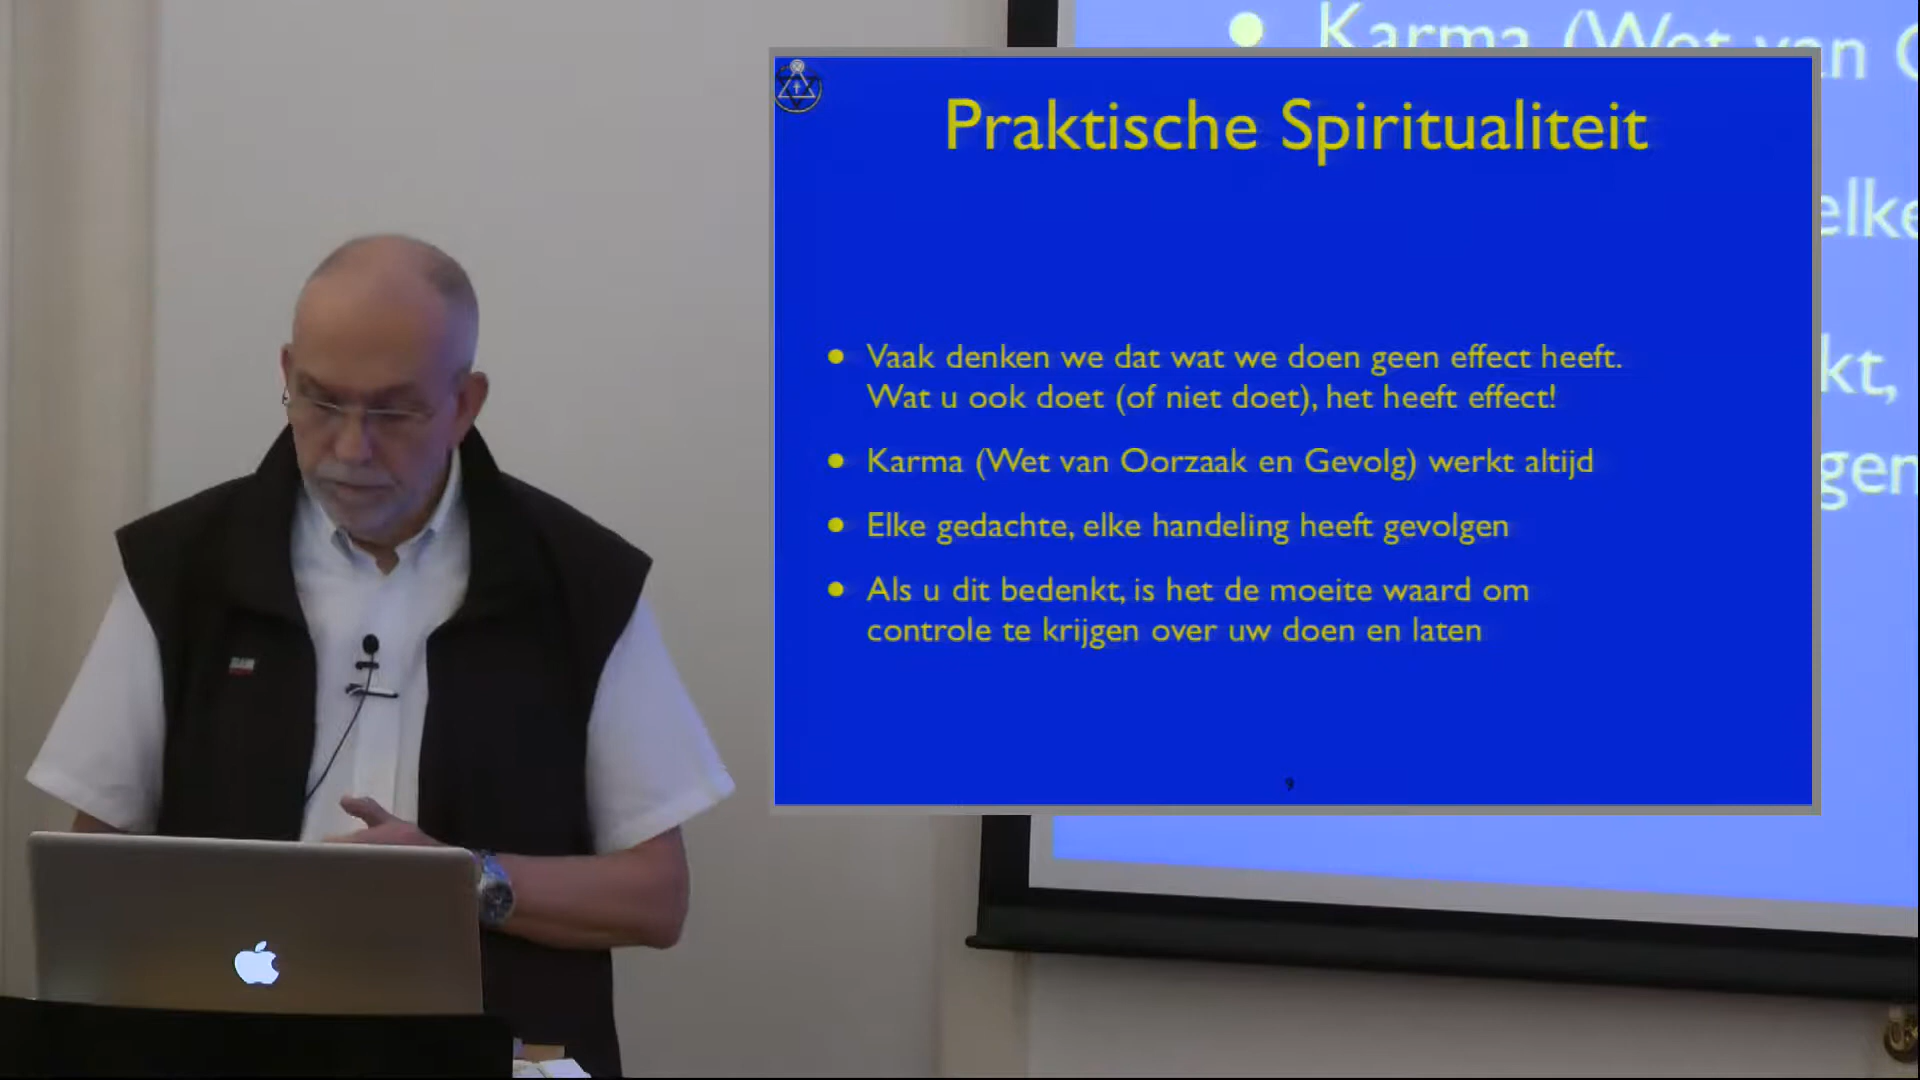 Karma (Wet van
elke
kt,
gen
Praktische Spiritualiteit
Vaak denken we dat wat we doen geen effect heeft.
Wat u ook doet (of niet doet), het heeft effect!
Karma (Wet van Oorzaak en Gevolg) werkt altijd
Elke gedachte, elke handeling heeft gevolgen
Als u dit bedenkt, is het de moeite waard om
controle te krijgen over uw doen en laten
9